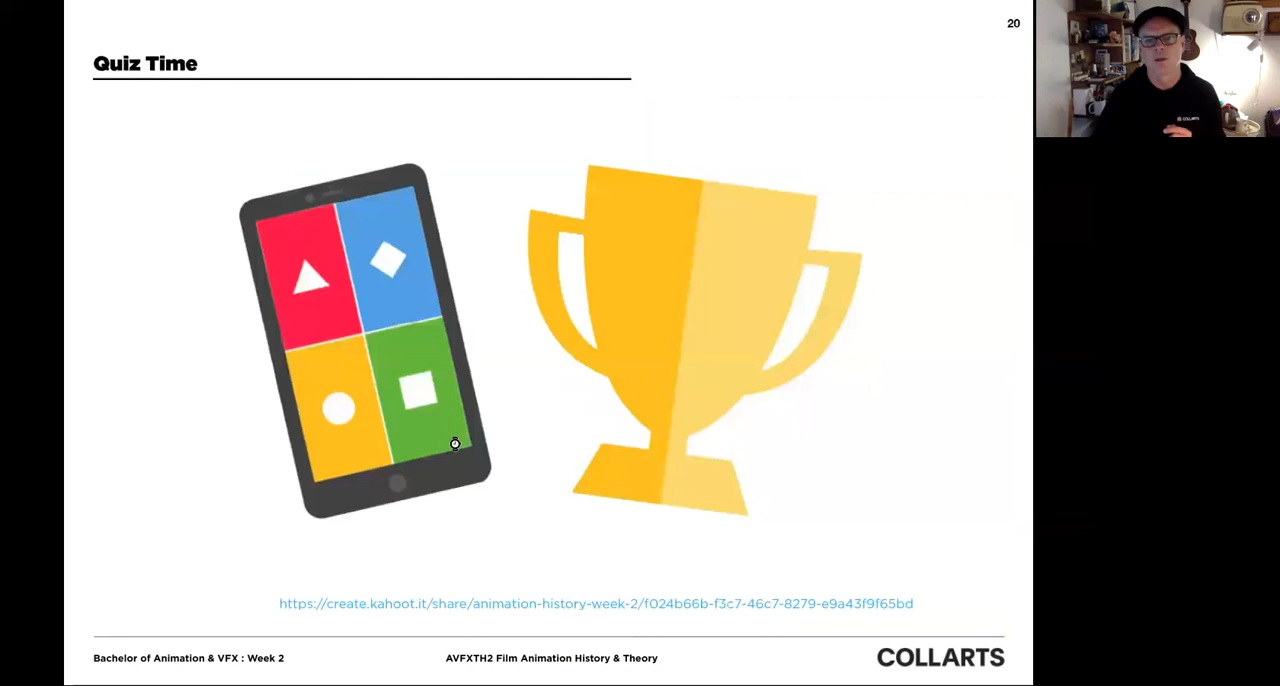 20
Quiz Time
COLLARTS
https://create.kahoot.it/share/animation-history-week-2/f024b66b-f3c7-46c7-8279-e9a43f9f65bd
Bachelor of Animation & VFX : Week 2
AVFXTH2 Film Animation History & Theory
COLLARTS